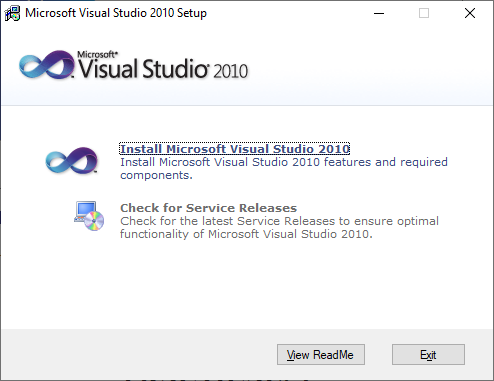 Microsoft Visual Studio 2010 Setup
Microsoft®
Visual Studio® 2010
Install Microsoft Visual Studio 2010
Install Microsoft Visual Studio 2010 features and required
components.
Check for Service Releases
Check for the latest Service Releases to ensure optimal
functionality of Microsoft Visual Studio 2010.
View ReadMe
Exit